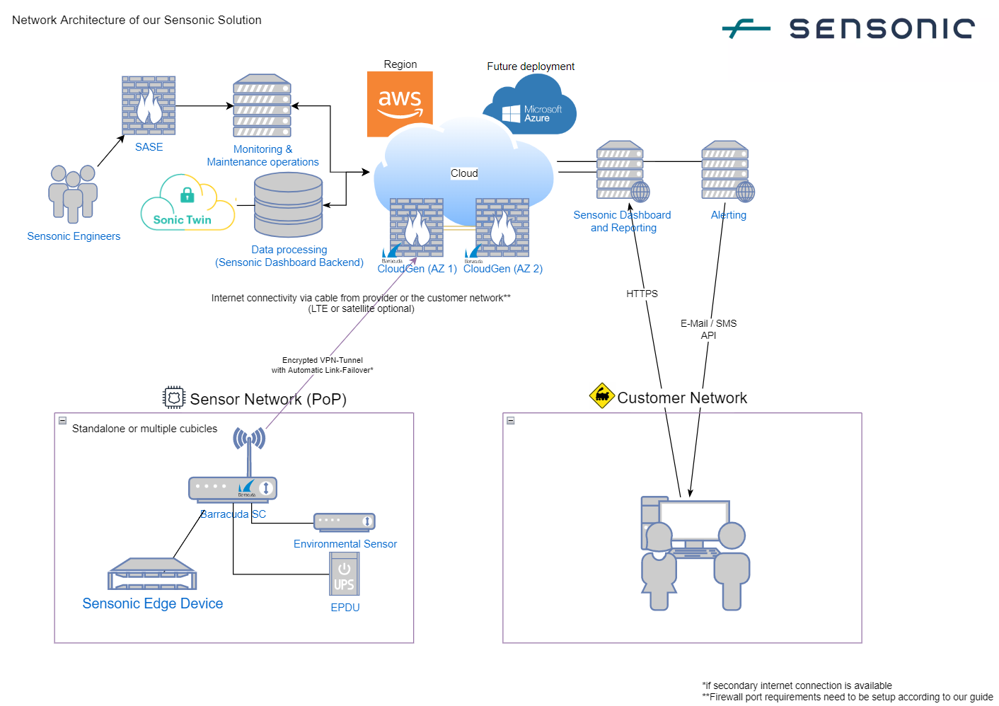 Network Architecture of our Sensonic Solution
SENSONIC
Region
Future deployment
aws
Microsoft
Azure
SASE
Monitoring &
Maintenance operations
Cloud
Sonic Twin
Sensonic Engineers
Sensonic Dashboard
and Reporting
Alerting
Data processing
(Sensonic Dashboard Backend)
Barracuda
CloudGen (AZ 1)
Barracuda
CloudGen (AZ 2)
Internet connectivity via cable from provider or the customer network**
(LTE or satellite optional)
HTTPS
E-Mail / SMS
API
Encrypted VPN-Tunnel
with Automatic Link-Failover*
Sensor Network (PoP)
Customer Network
Standalone or multiple cubicles
Barracuda
Barracuda SC
Environmental Sensor
UPS
Sensonic Edge Device
EPDU
*if secondary internet connection is available
**Firewall port requirements need to be setup according to our guide